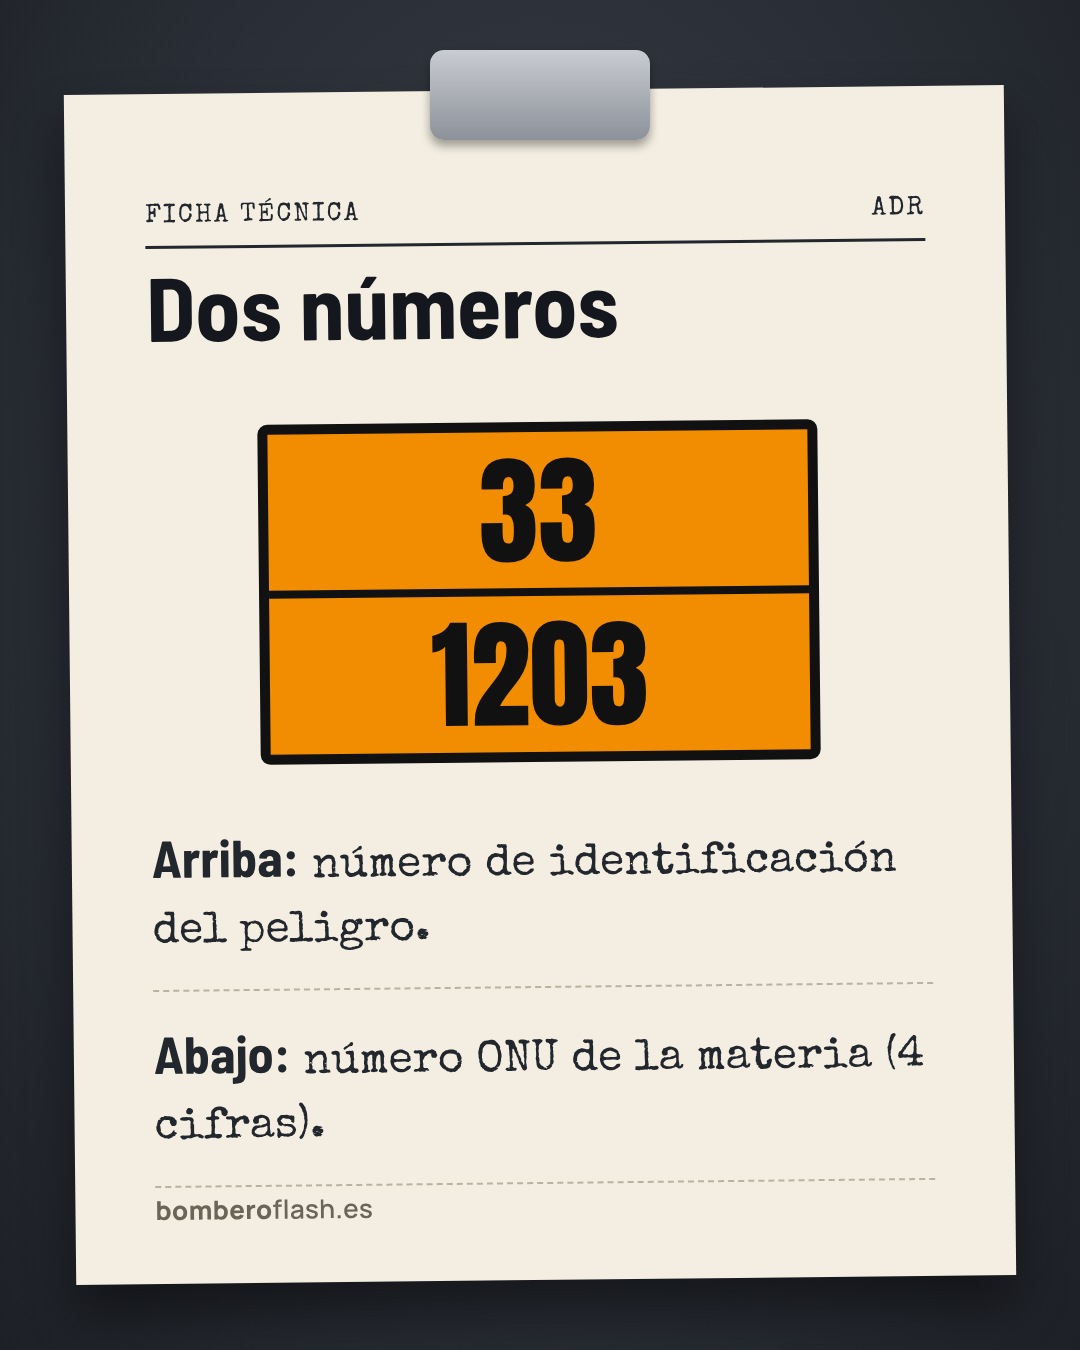 FICHA TÉCNICA
ADR
Dos números
33
1203
Arriba: número de identificación
del peligro.
Abajo: número ONU de la materia (4
cifras).
bomberoflash.es